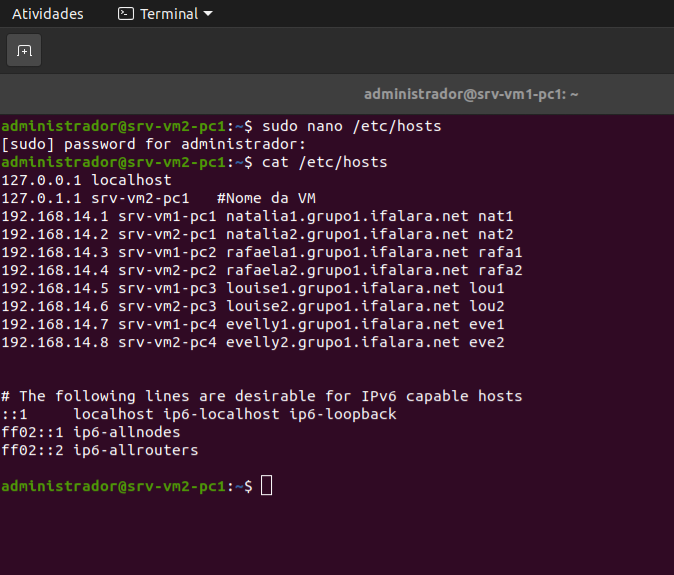 Atividades Terminal
administrador@srv-vm1-pc1: ~
administrador@srv-vm2-pc1:~$ sudo nano /etc/hosts
[sudo] password for administrador:
administrador@srv-vm2-pc1:~$ cat /etc/hosts
127.0.0.1 localhost
127.0.1.1 srv-vm2-pc1   #Nome da VM
192.168.14.1 srv-vm1-pc1 natalia1.grupo1.ifalara.net nat1
192.168.14.2 srv-vm2-pc1 natalia2.grupo1.ifalara.net nat2
192.168.14.3 srv-vm1-pc2 rafaela1.grupo1.ifalara.net rafa1
192.168.14.4 srv-vm2-pc2 rafaela2.grupo1.ifalara.net rafa2
192.168.14.5 srv-vm1-pc3 louise1.grupo1.ifalara.net lou1
192.168.14.6 srv-vm2-pc3 louise2.grupo1.ifalara.net lou2
192.168.14.7 srv-vm1-pc4 evelly1.grupo1.ifalara.net eve1
192.168.14.8 srv-vm2-pc4 evelly2.grupo1.ifalara.net eve2
# The following lines are desirable for IPv6 capable hosts
::1     localhost ip6-localhost ip6-loopback
ff02::1 ip6-allnodes
ff02::2 ip6-allrouters
administrador@srv-vm2-pc1:~$